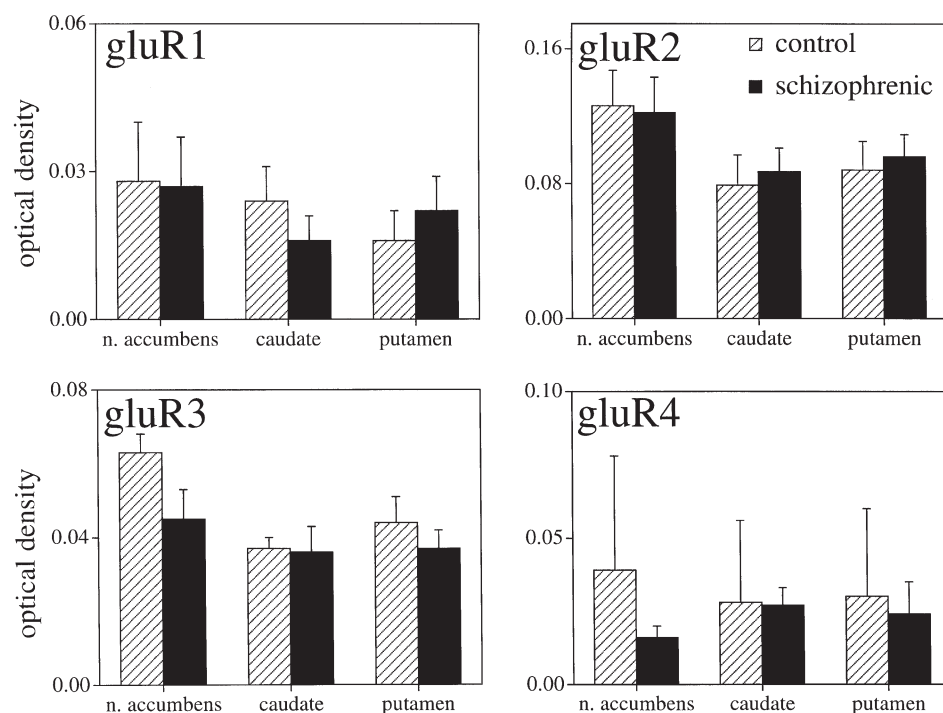 gluR1
optical density
0.06
0.03
0.00
n. accumbens caudate putamen
gluR2
control
schizophrenic
0.16
0.08
0.00
n. accumbens caudate putamen
gluR3
optical density
0.08
0.04
0.00
n. accumbens caudate putamen
gluR4
0.10
0.05
0.00
n. accumbens caudate putamen